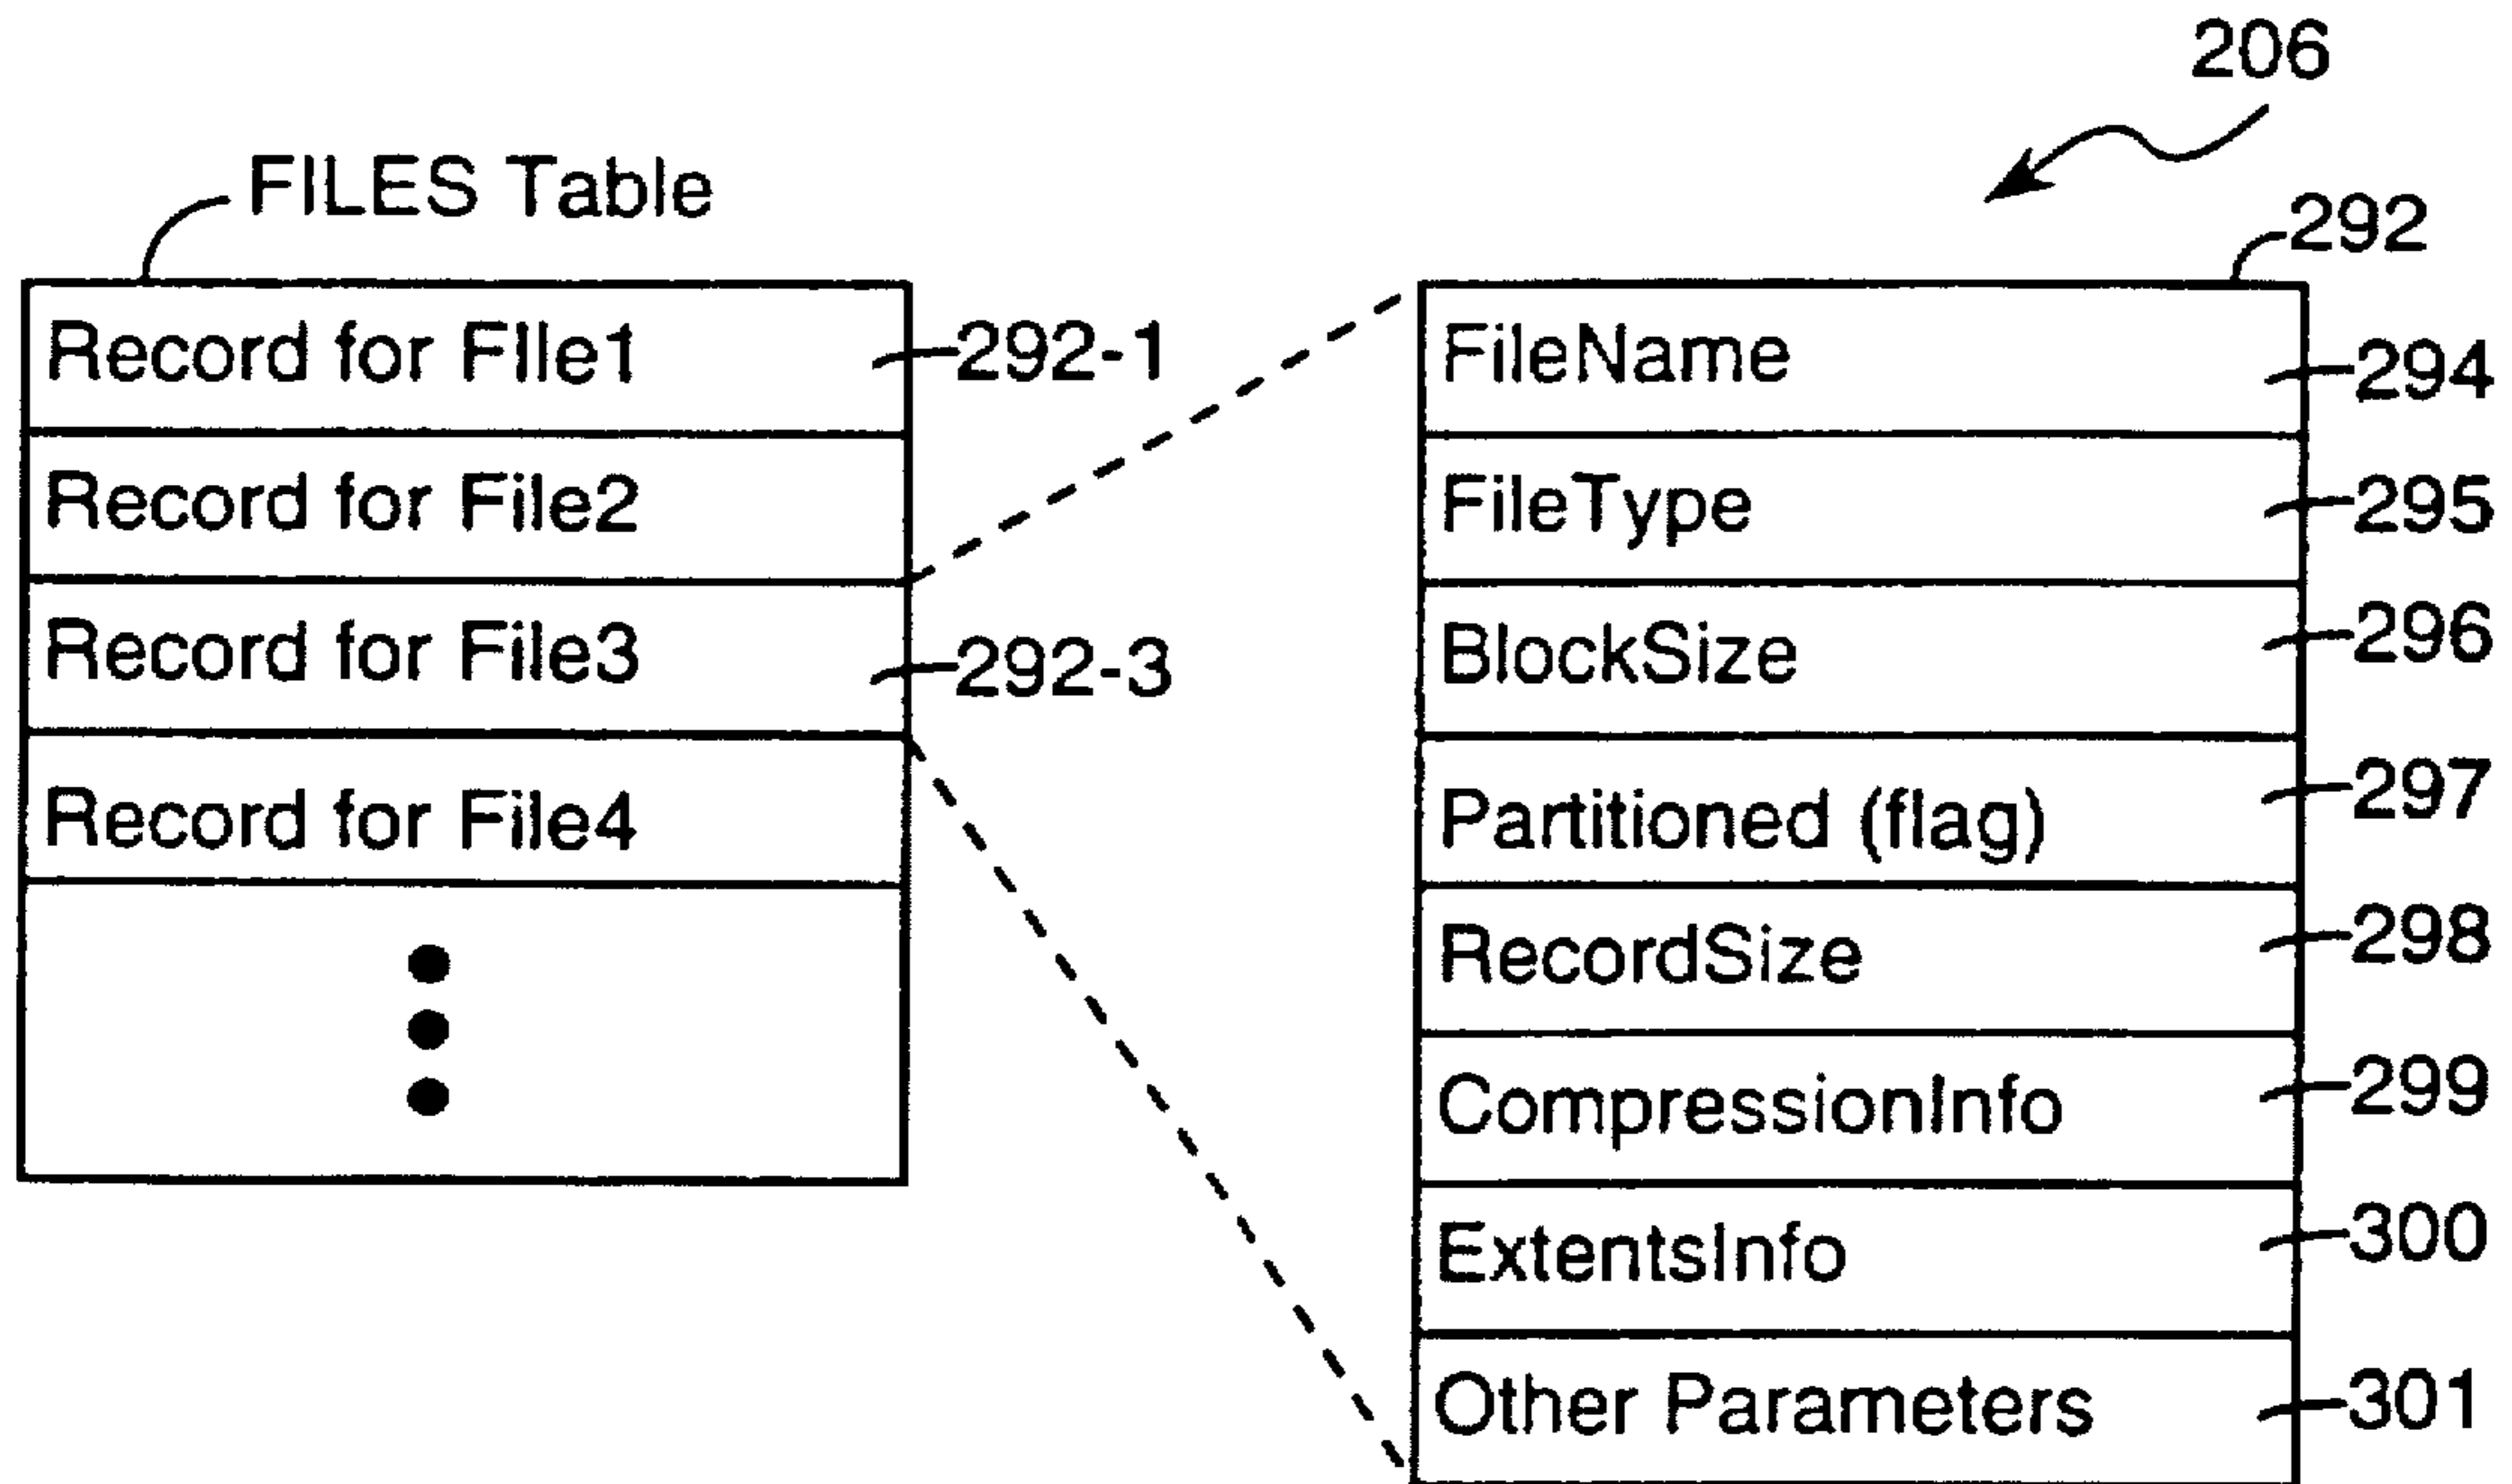 206
FILES Table
292
Record for FIle1
292-1
Record for File2
Record for File3
292-3
Record for File4
FileName
294
FileType
295
BlockSize
296
Partitioned (flag)
297
RecordSize
298
CompressionInfo
299
ExtentsInfo
300
Other Parameters
301